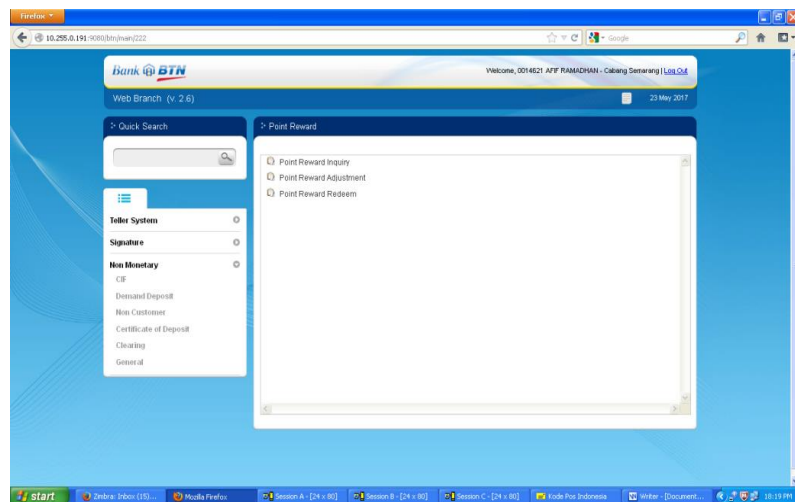 Firefox
10.255.0.191:9080/btn/main/222
Google
Bank BTN
Welcome, 0014621 AFIF RAMADHAN - Cabang Semarang | Log Out
Web Branch (v. 2.6)
23 May 2017
Quick Search
Point Reward
Point Reward Inquiry
Point Reward Adjustment
Point Reward Redeem
Teller System
Signature
Non Monetary
CIF
Demand Deposit
Non Customer
Certificate of Deposit
Clearing
General
start
Zimbra: Inbox (15)...
Mozilla Firefox
Session A - [24 x 80]
Session B - [24 x 80]
Session C - [24 x 80]
Kode Pos Indonesia
Writer - [Document...
18:19 PM